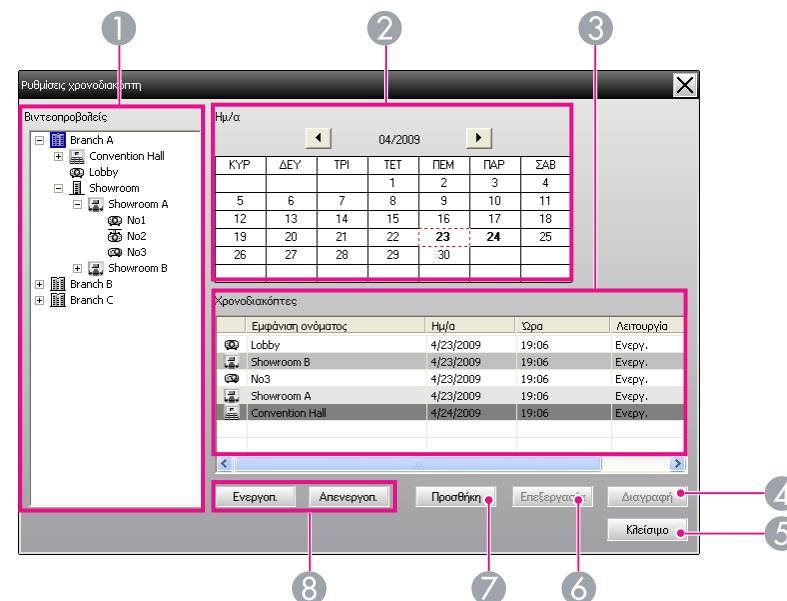 1 2 3
Ρυθμίσεις χρονοδιακόπτη
Βιντεοπροβολείς
Branch A
Convention Hall
Lobby
Showroom
Showroom A
No1
No2
No3
Showroom B
Branch B
Branch C
Ημ/α
04/2009
ΚΥΡ ΔΕΥ ΤΡΙ ΤΕΤ ΠΕΜ ΠΑΡ ΣΑΒ
1 2 3 4
5 6 7 8 9 10 11
12 13 14 15 16 17 18
19 20 21 22 23 24 25
26 27 28 29 30
Χρονοδιακόπτες
Εμφάνιση ονόματος Ημ/α Ώρα Λειτουργία
Lobby 4/23/2009 19:06 Ενεργ.
Showroom B 4/23/2009 19:06 Ενεργ.
No3 4/23/2009 19:06 Ενεργ.
Showroom A 4/23/2009 19:06 Ενεργ.
Convention Hall 4/24/2009 19:06 Ενεργ.
Ενεργοπ. Απενεργοπ. Προσθήκη Επεξεργασία Διαγραφή 4
Κλείσιμο 5
8 7 6